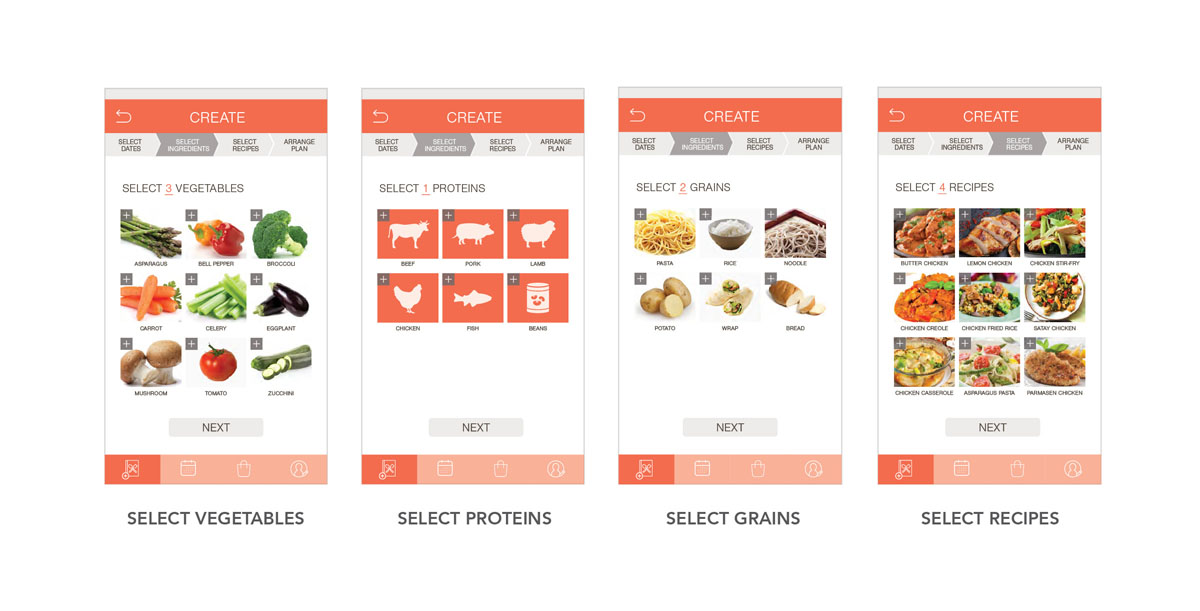 CREATE
SELECT DATES
SELECT INGREDIENTS
SELECT RECIPES
ARRANGE PLAN
SELECT 3 VEGETABLES
ASPARAGUS
BELL PEPPER
BROCCOLI
CARROT
CELERY
EGGPLANT
MUSHROOM
TOMATO
ZUCCHINI
NEXT
SELECT VEGETABLES
CREATE
SELECT DATES
SELECT INGREDIENTS
SELECT RECIPES
ARRANGE PLAN
SELECT 1 PROTEINS
BEEF
PORK
LAMB
CHICKEN
FISH
BEANS
NEXT
SELECT PROTEINS
CREATE
SELECT DATES
SELECT INGREDIENTS
SELECT RECIPES
ARRANGE PLAN
SELECT 2 GRAINS
PASTA
RICE
NOODLE
POTATO
WRAP
BREAD
NEXT
SELECT GRAINS
CREATE
SELECT DATES
SELECT INGREDIENTS
SELECT RECIPES
ARRANGE PLAN
SELECT 4 RECIPES
BUTTER CHICKEN
LEMON CHICKEN
CHICKEN STIR-FRY
CHICKEN CREOLE
CHICKEN FRIED RICE
SATAY CHICKEN
CHICKEN CASSEROLE
ASPARAGUS PASTA
PARMASEN CHICKEN
NEXT
SELECT RECIPES